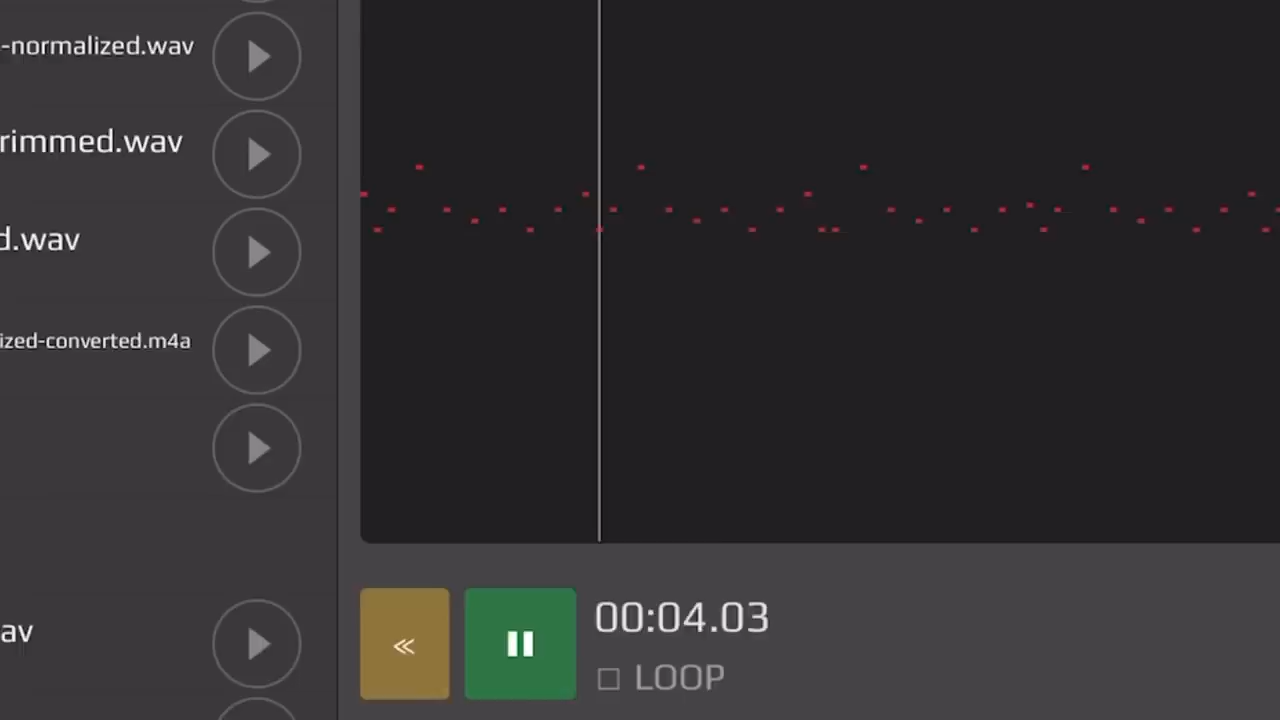 -normalized.wav
rimmed.wav
d.wav
ized-converted.m4a
av
«
00:04.03
LOOP